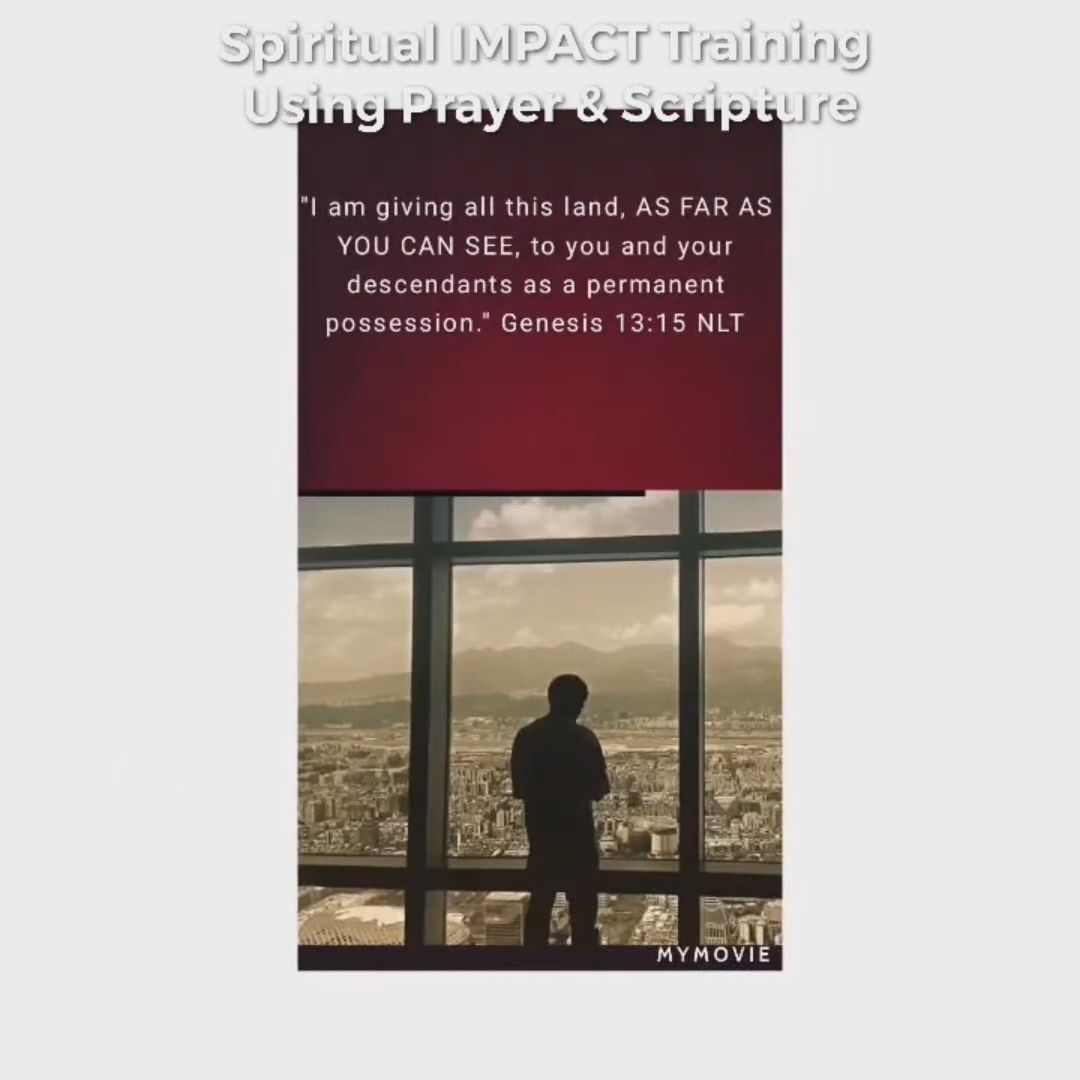 Spiritual IMPACT Training
Using Prayer & Scripture
"I am giving all this land, AS FAR AS
YOU CAN SEE, to you and your
descendants as a permanent
possession." Genesis 13:15 NLT
MYMOVIE